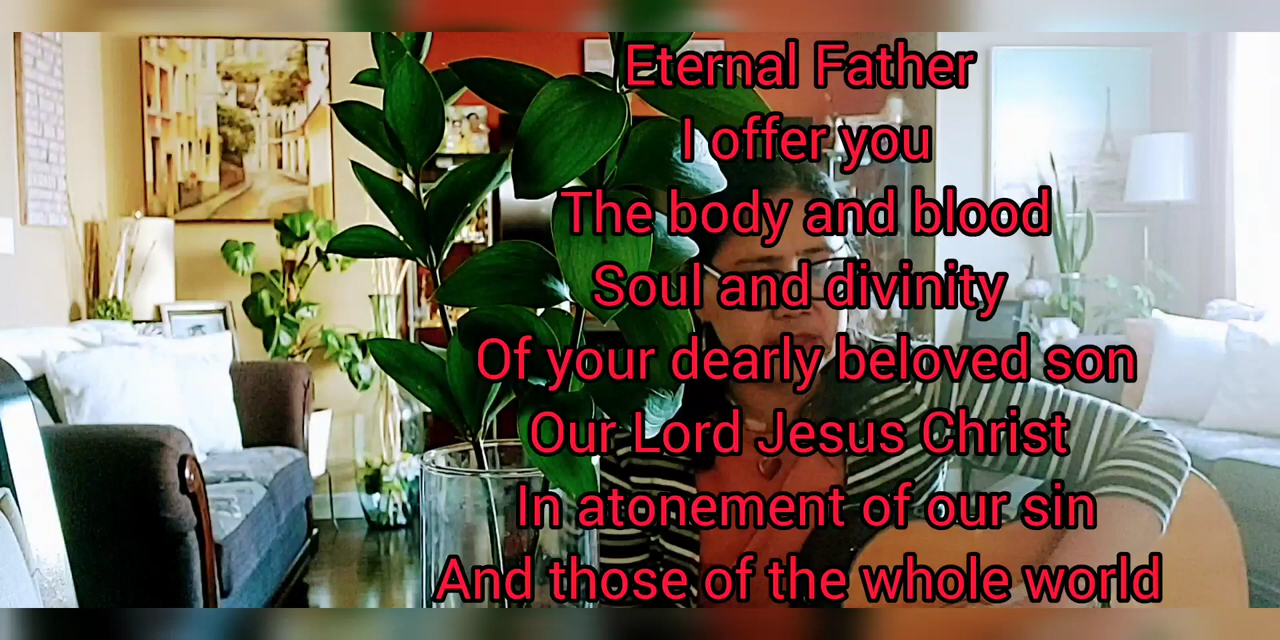 Eternal Father
I offer you
The body and blood
Soul and divinity
Of your dearly beloved son
Our Lord Jesus Christ
In atonement of our sin
And those of the whole world